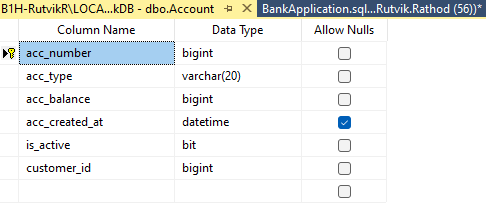 B1H-RutvikR\LOCA...kDB - dbo.Account BankApplication.sql...Rutvik.Rathod (56))*
Column Name Data Type Allow Nulls
acc_number bigint
acc_type varchar(20)
acc_balance bigint
acc_created_at datetime
is_active bit
customer_id bigint